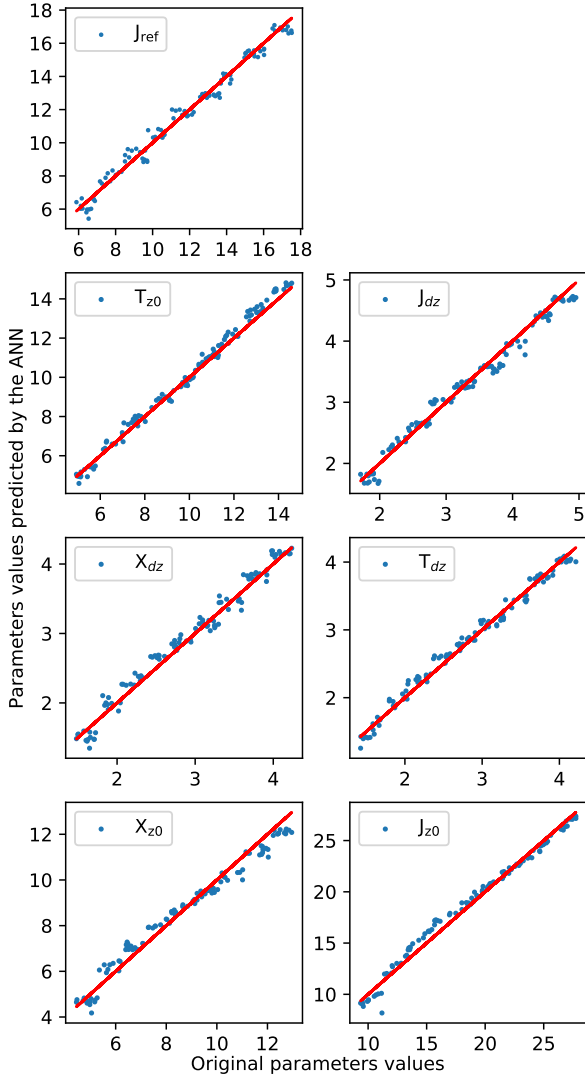 18
16
14
12
10
8
6
J_ref
6 8 10 12 14 16 18
14
12
10
8
6
T_z0
6 8 10 12 14
5
4
3
2
J_dz
2 3 4 5
Parameters values predicted by the ANN
4
3
2
X_dz
2 3 4
4
3
2
T_dz
2 3 4
12
10
8
6
4
X_z0
6 8 10 12
25
20
15
10
J_z0
10 15 20 25
Original parameters values